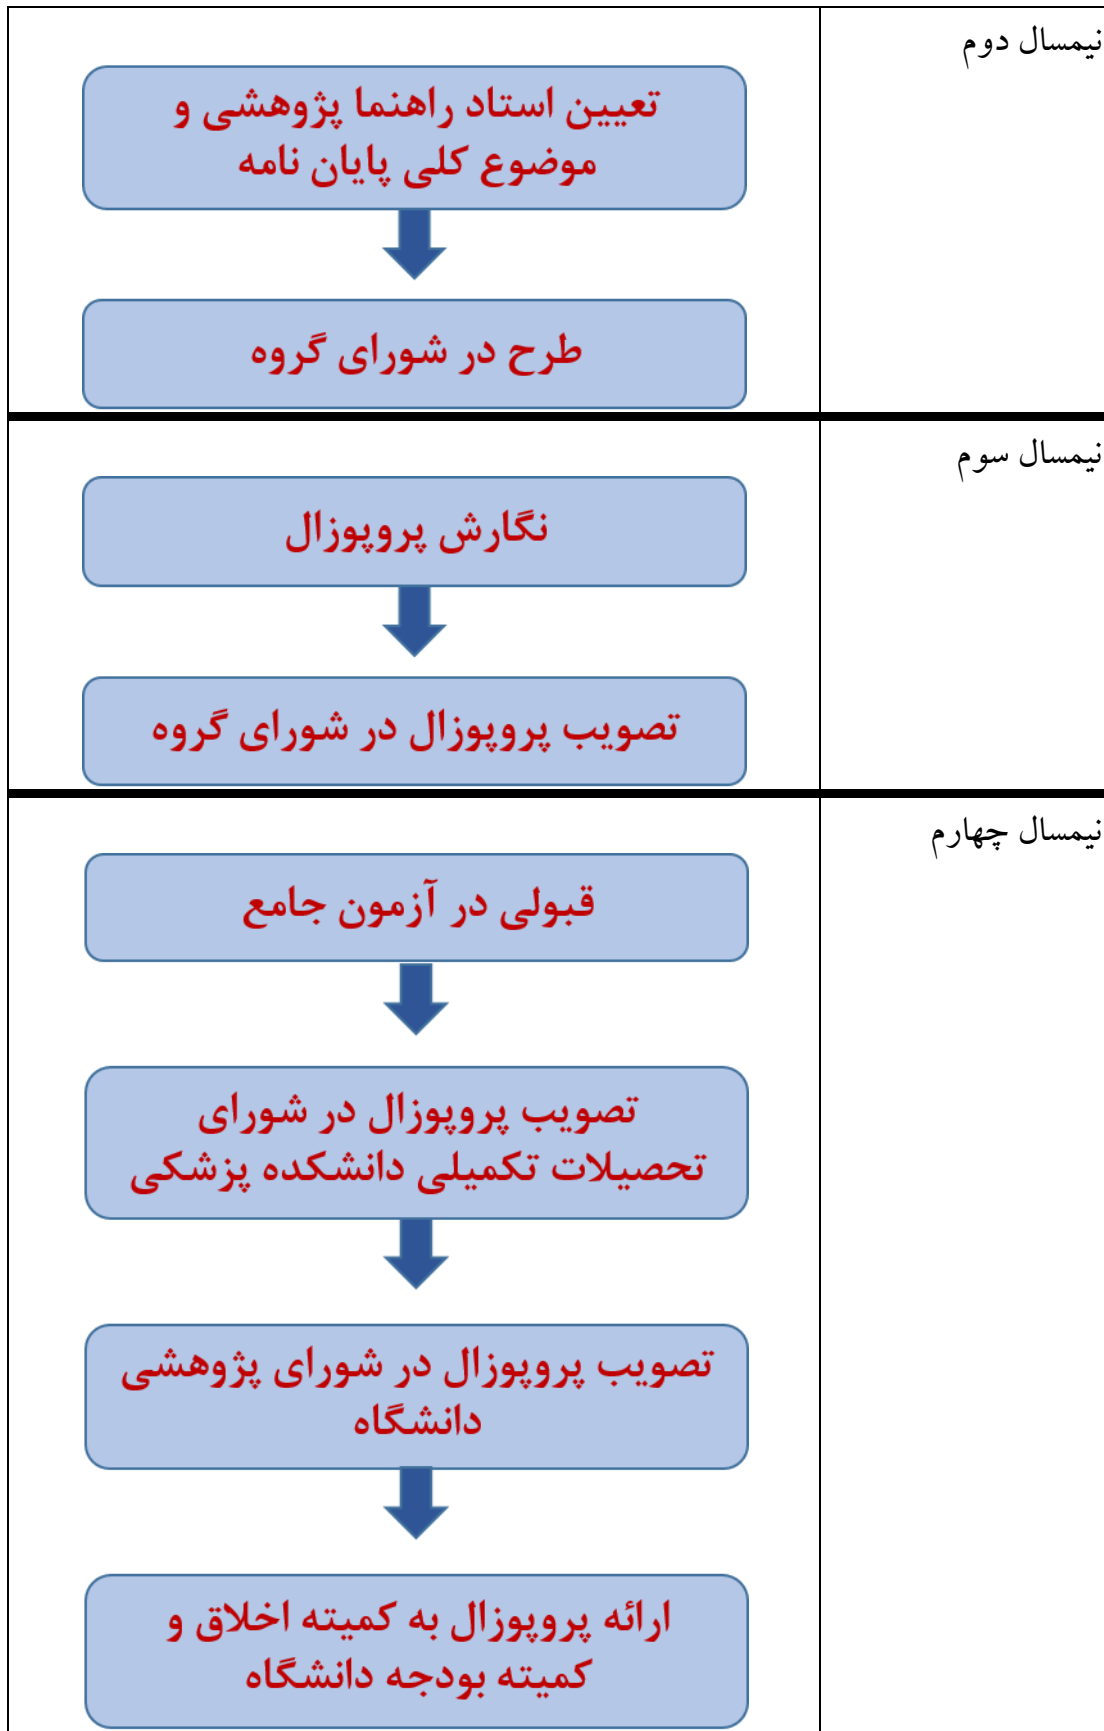 نیمسال دوم
تعیین استاد راهنما پژوهشی و
موضوع کلی پایان نامه
طرح در شورای گروه
نیمسال سوم
نگارش پروپوزال
تصویب پروپوزال در شورای گروه
نیمسال چهارم
قبولی در آزمون جامع
تصویب پروپوزال در شورای
تحصیلات تکمیلی دانشکده پزشکی
تصویب پروپوزال در شورای پژوهشی
دانشگاه
ارائه پروپوزال به کمیته اخلاق و
کمیته بودجه دانشگاه